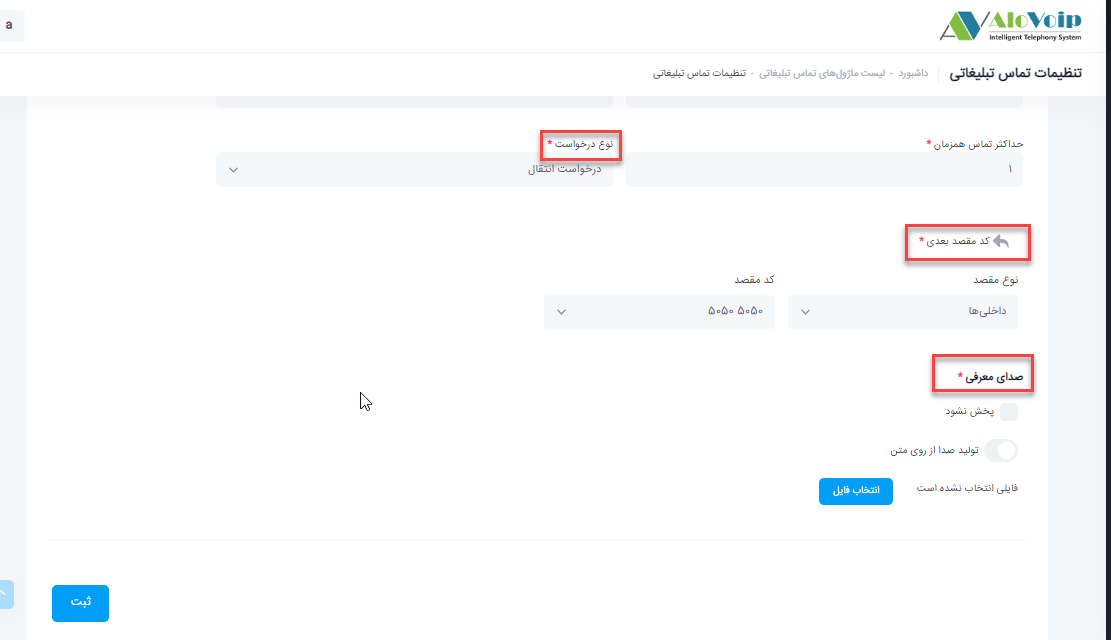 AloVoip
Intelligent Telephony System
a
تنظیمات تماس تبلیغاتی
داشبورد - لیست ماژول‌های تماس تبلیغاتی - تنظیمات تماس تبلیغاتی
حداکثر تماس همزمان *
نوع درخواست *
۱
درخواست انتقال
کد مقصد بعدی *
نوع مقصد
کد مقصد
داخلی‌ها
۵۰۵۰ ۵۰۵۰
صدای معرفی *
پخش نشود
تولید صدا از روی متن
فایلی انتخاب نشده است
انتخاب فایل
ثبت